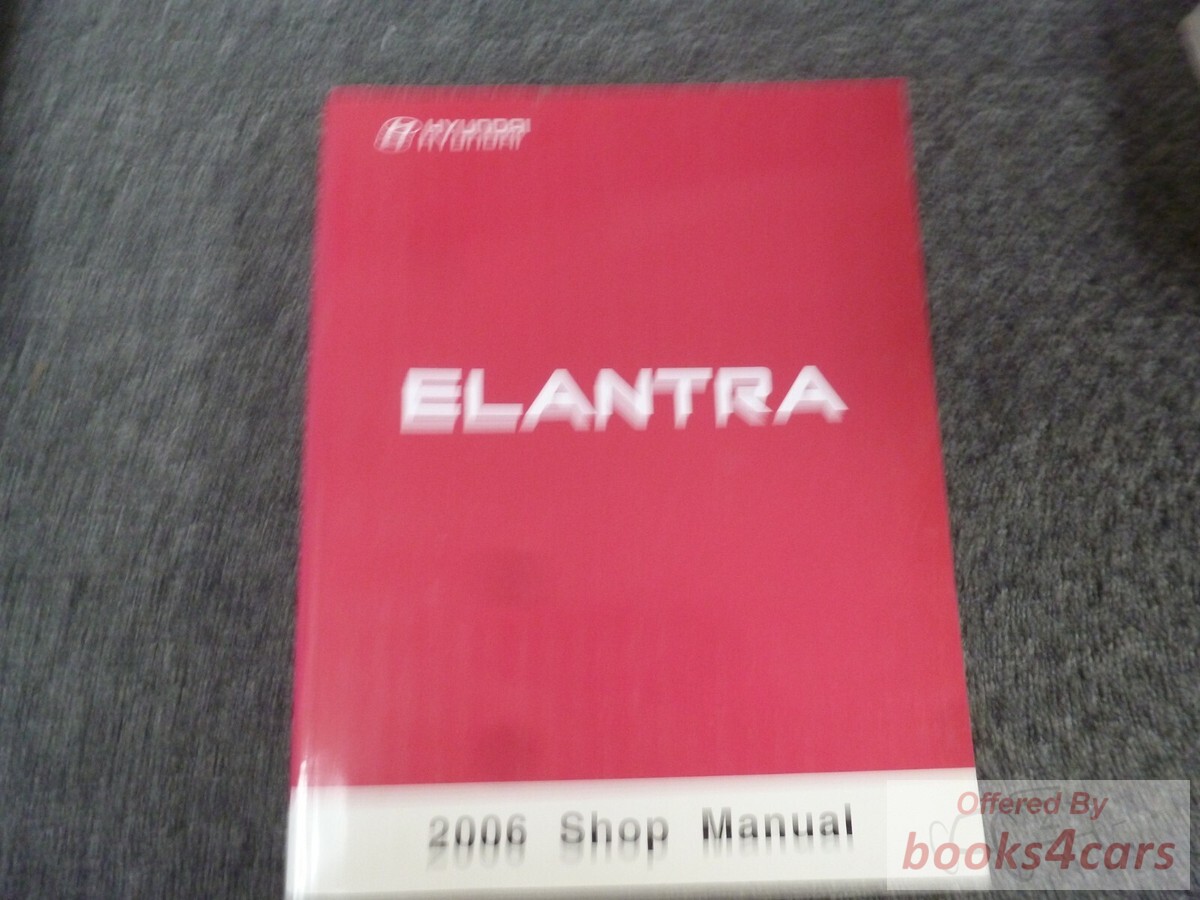 HYUNDAI
ELANTRA
2006 Shop Manual
Offered By
books4cars